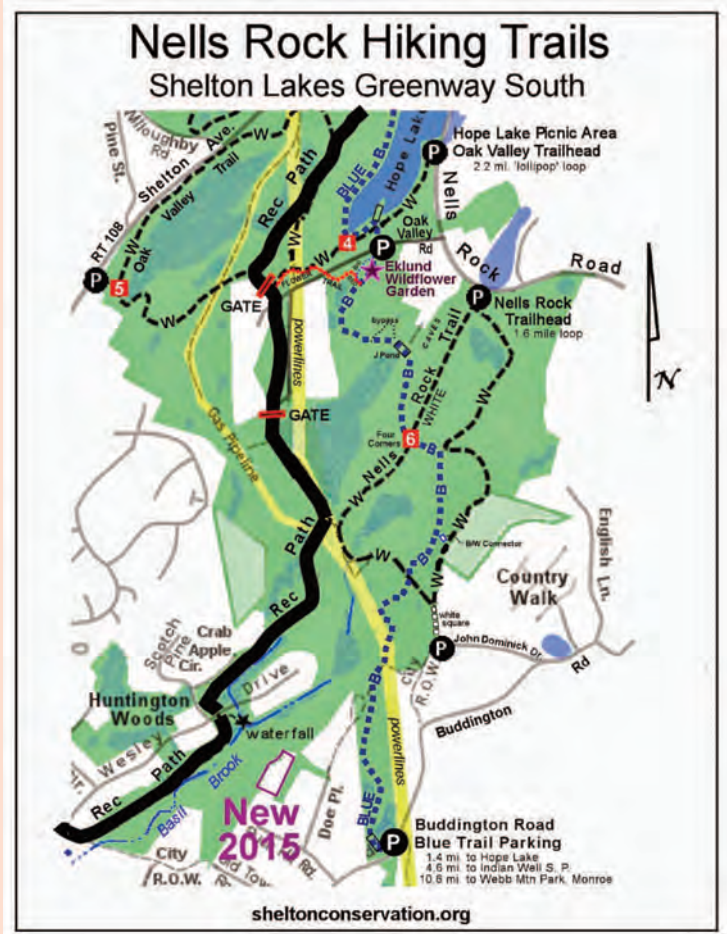 Nells Rock Hiking Trails
Shelton Lakes Greenway South
Pine St.
Willoughby
Rd
Shelton Ave.
RT 108
P
5
W Oak Valley Trail W
W
Rec Path
W
BLUE
B
Hope Lake
4
P
Hope Lake Picnic Area
Oak Valley Trailhead
2.2 mi. 'lollipop' loop
Nells Rock Road
Oak
Valley
Rd
P
W
FLOWER TRAIL
Eklund
Wildflower
Garden
GATE
B
P
Nells Rock
Trailhead
1.6 mile loop
N
powerlines
Bypass
J Pond
CAVES
B
W Nells Rock Trail
WHITE
W
GATE
Gas Pipeline
Four
Corners
6
B
B
W
B/W Connector
B
W
W
Path
Rec
English Ln.
Country
Walk
white
square
P
John Dominick Dr.
City
R.O.W.
Buddington Rd
Scotch
Pine
Crab
Apple
Cir.
Huntington
Woods
Wesley Drive
waterfall
Cir.
Rec Path
Basil Brook
New
2015
Doe Pl.
B
powerlines
BLUE
P
Buddington Road
Blue Trail Parking
1.4 mi. to Hope Lake
4.6 mi. to Indian Well S. P.
10.6 mi. to Webb Mtn Park, Monroe
City
R.O.W.
Rd.
sheltonconservation.org